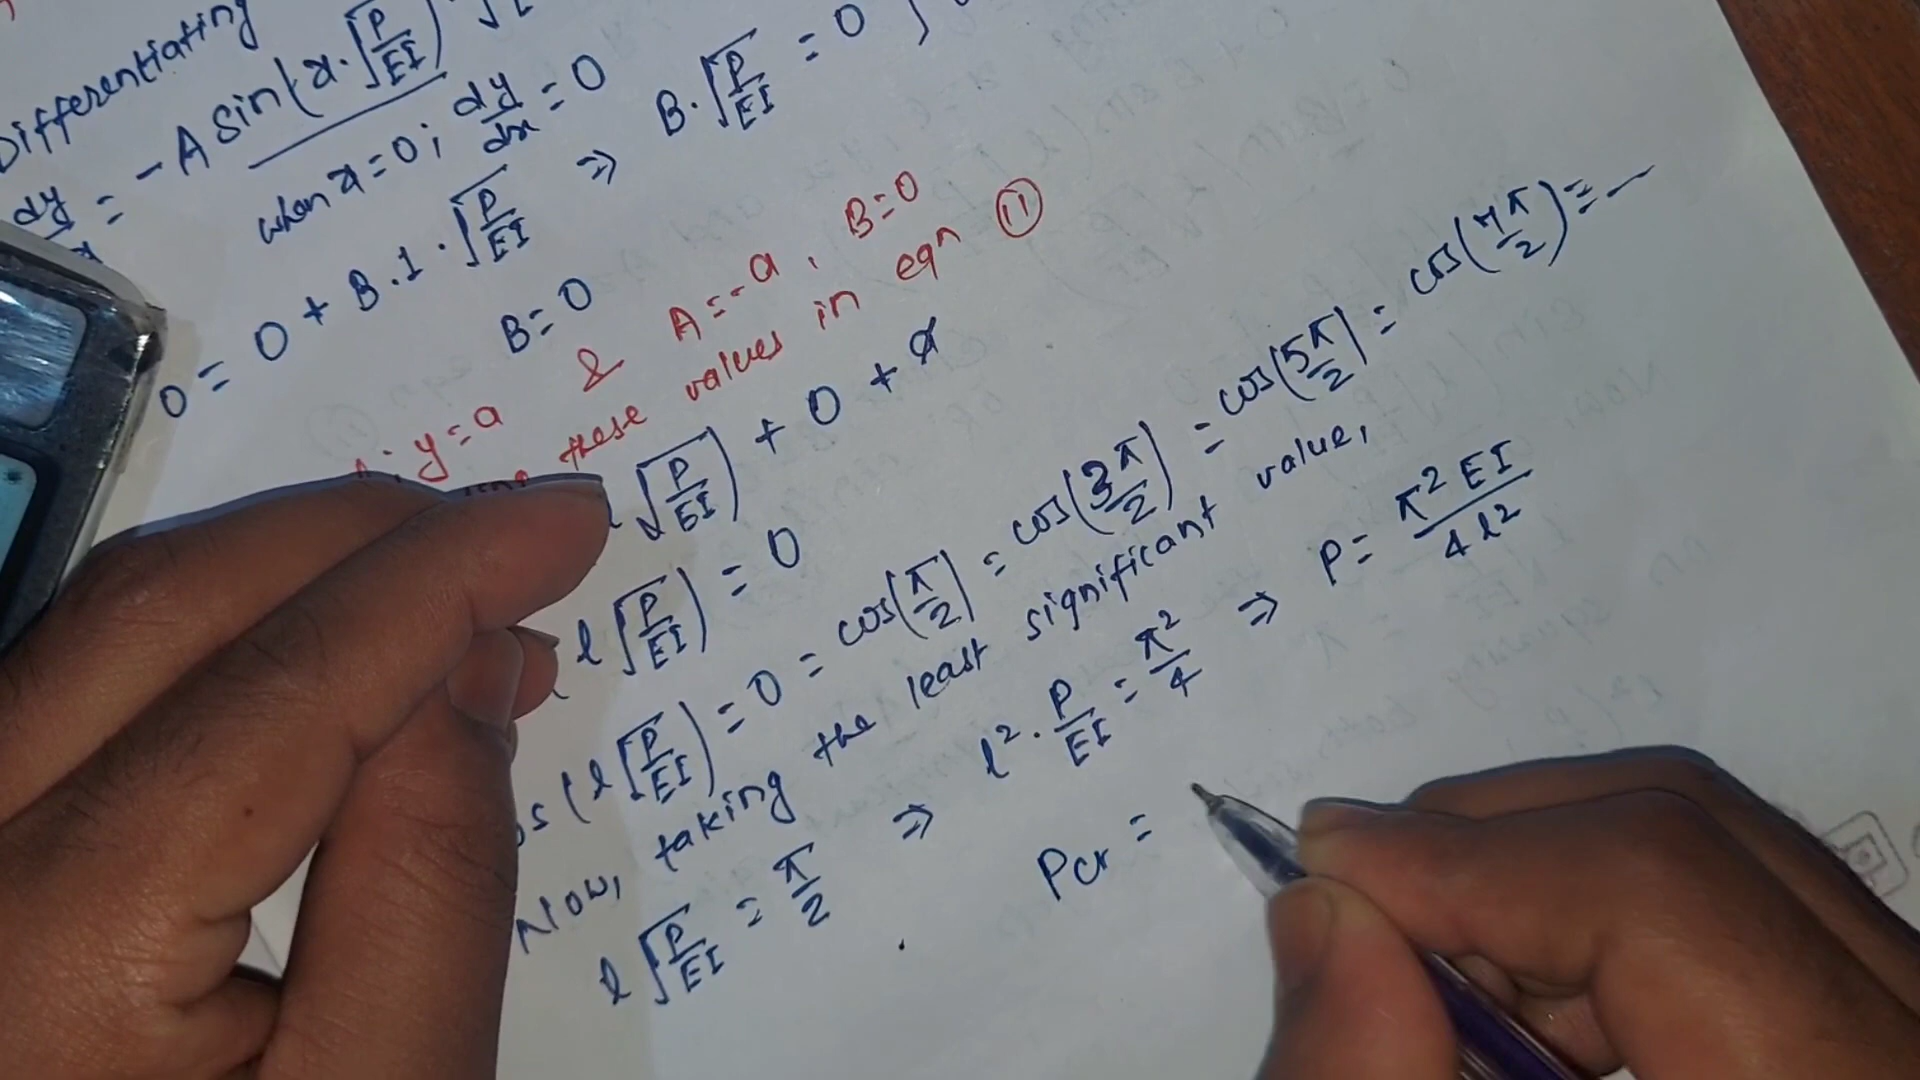 Differentiating
dy/dx = -A sin(x·√(P/EI))
when x=0; dy/dx = 0
0 = 0 + B.1·√(P/EI) ⇒ B·√(P/EI) = 0
B=0
y=a & A=-a, B=0
these values in eqn (11)
l√(P/EI)) + 0 + a
l√(P/EI)) = 0
os(l√(P/EI)) = 0 = cos(π/2) = cos(3π/2) = cos(5π/2) = cos(7π/2) = —
Now, taking the least significant value,
l√(P/EI) = π/2 ⇒ l²·P/EI = π²/4 ⇒ P = π²EI/4l²
Pcr =